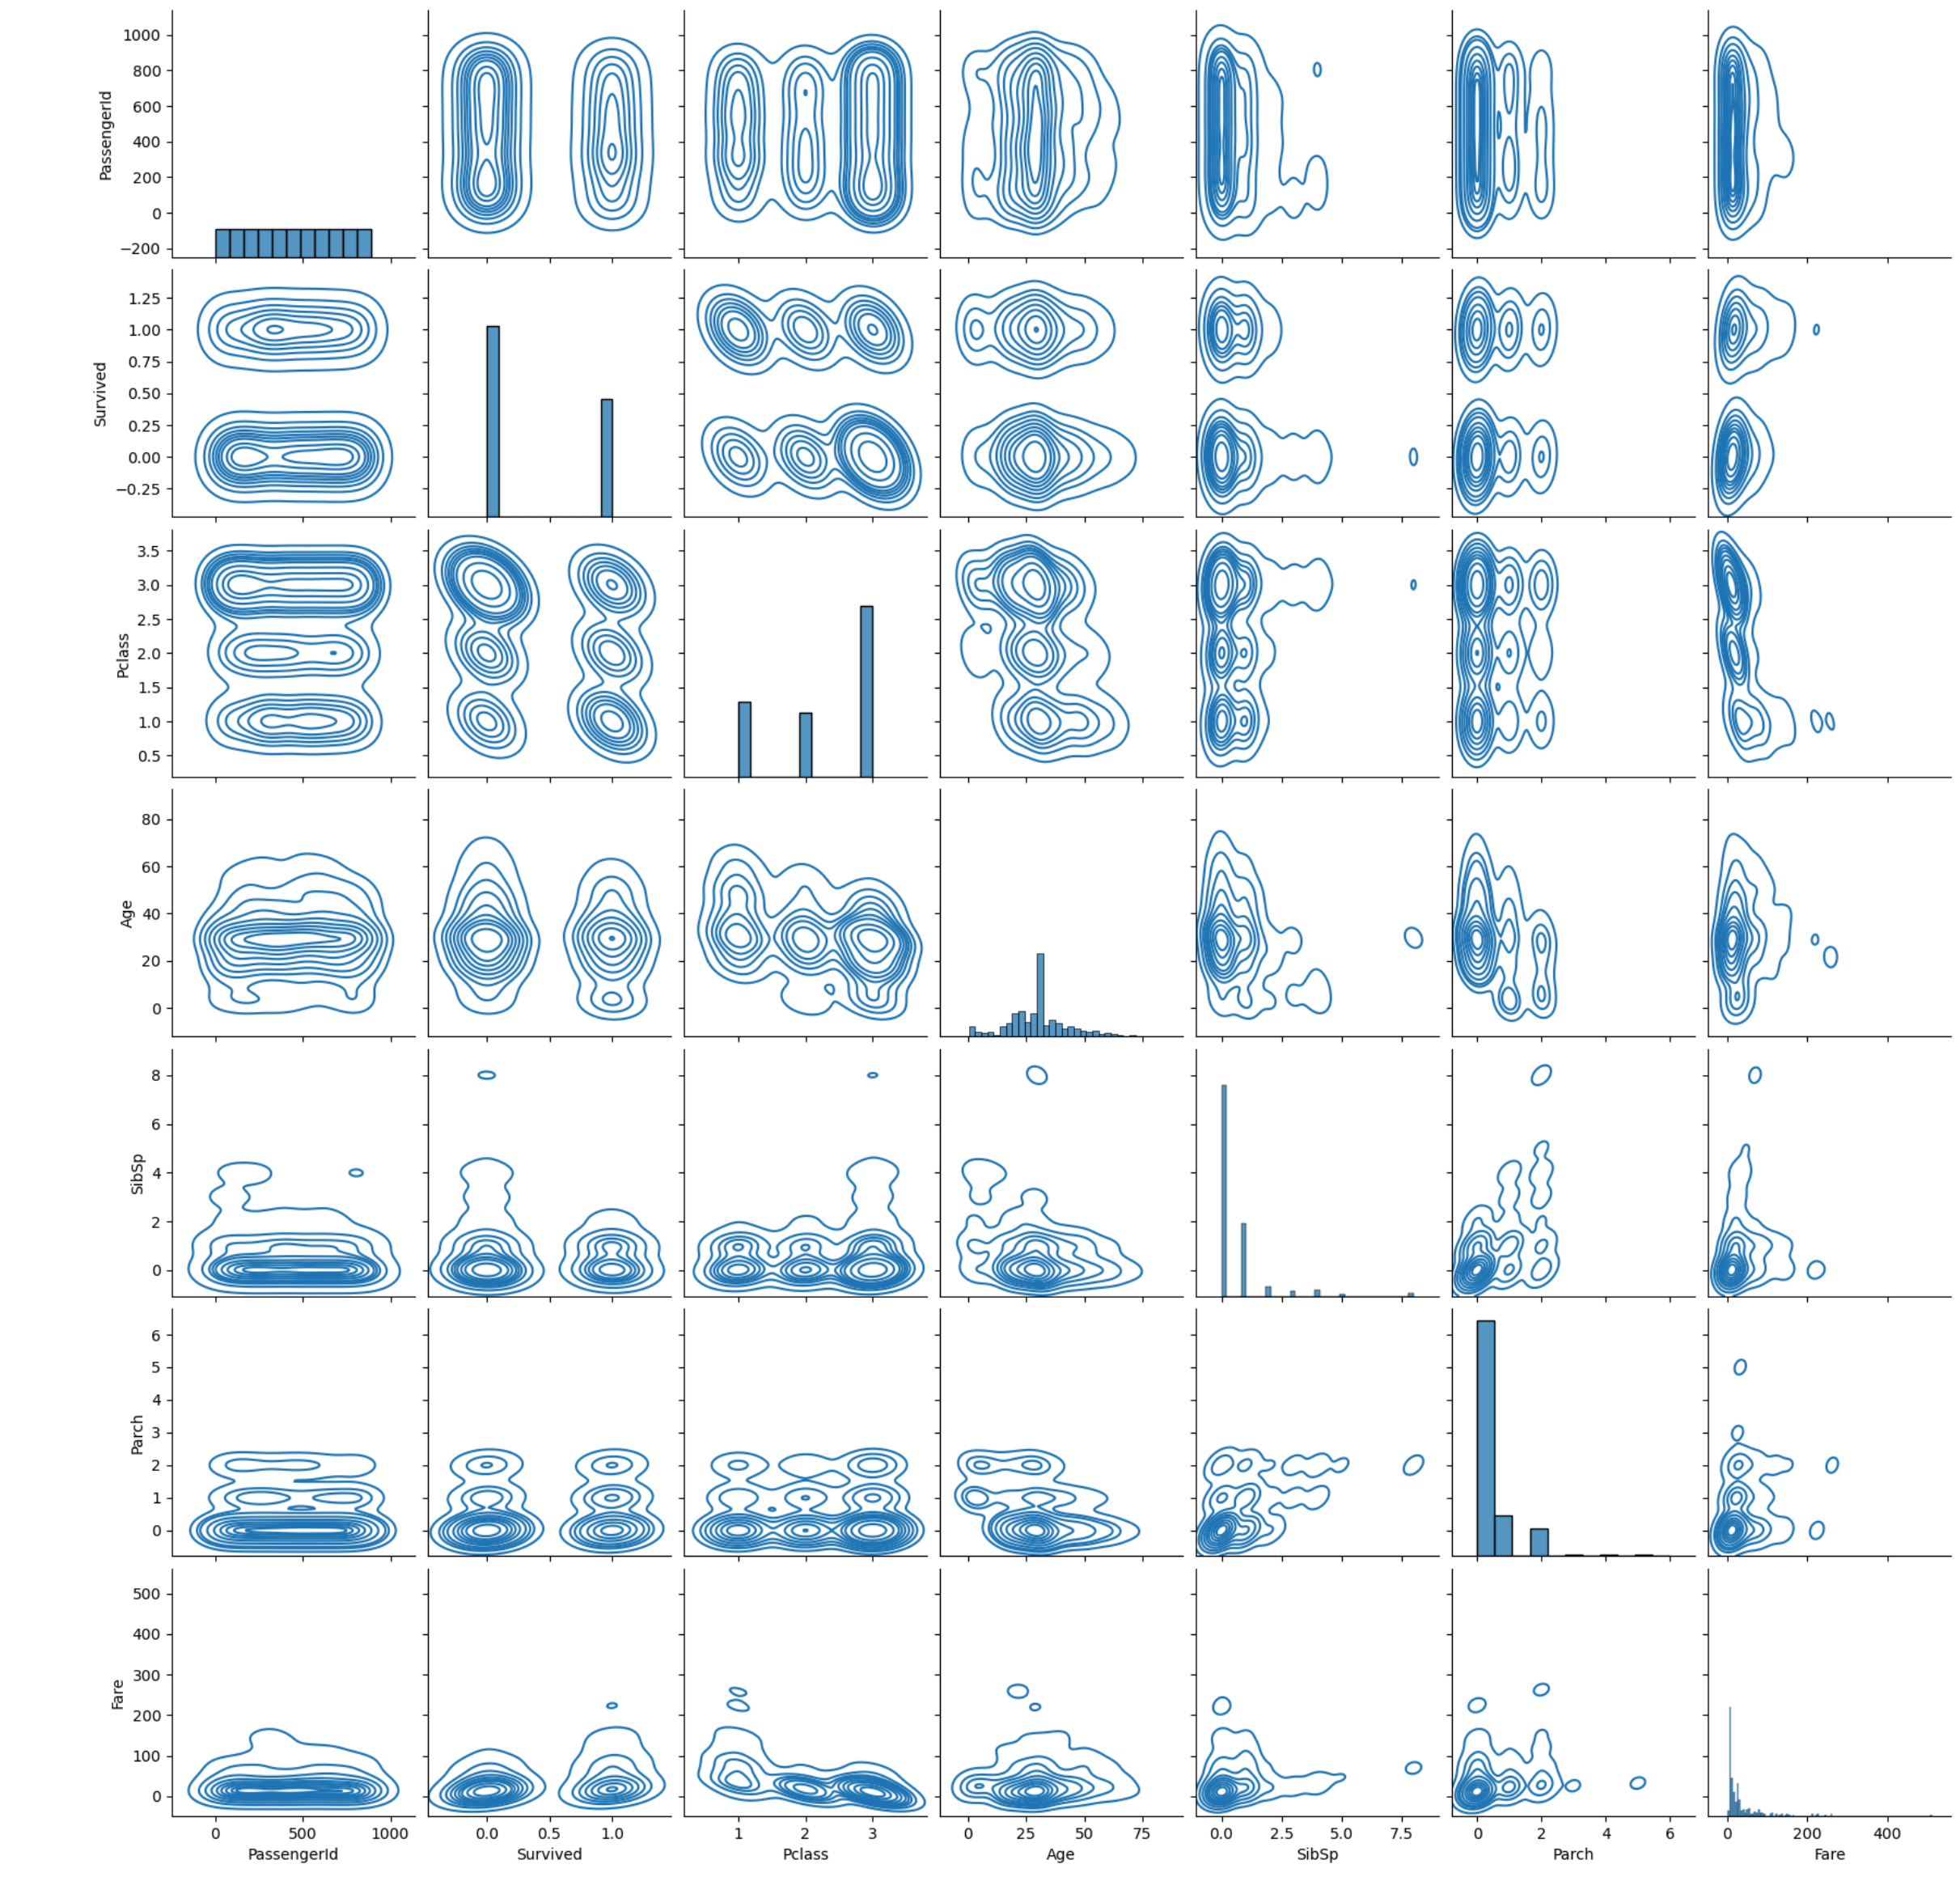 1000
800
600
400
200
0
−200
PassengerId
1.25
1.00
0.75
0.50
0.25
0.00
−0.25
Survived
3.5
3.0
2.5
2.0
1.5
1.0
0.5
Pclass
80
60
40
20
0
Age
8
6
4
2
0
SibSp
6
5
4
3
2
1
0
Parch
500
400
300
200
100
0
Fare
0 500 1000
0.0 0.5 1.0
1 2 3
0 25 50 75
0.0 2.5 5.0 7.5
0 2 4 6
0 200 400
PassengerId
Survived
Pclass
Age
SibSp
Parch
Fare